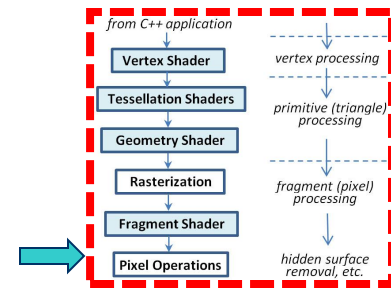 from C++ application
Vertex Shader
Tessellation Shaders
Geometry Shader
Rasterization
Fragment Shader
Pixel Operations
vertex processing
primitive (triangle)
processing
fragment (pixel)
processing
hidden surface
removal, etc.